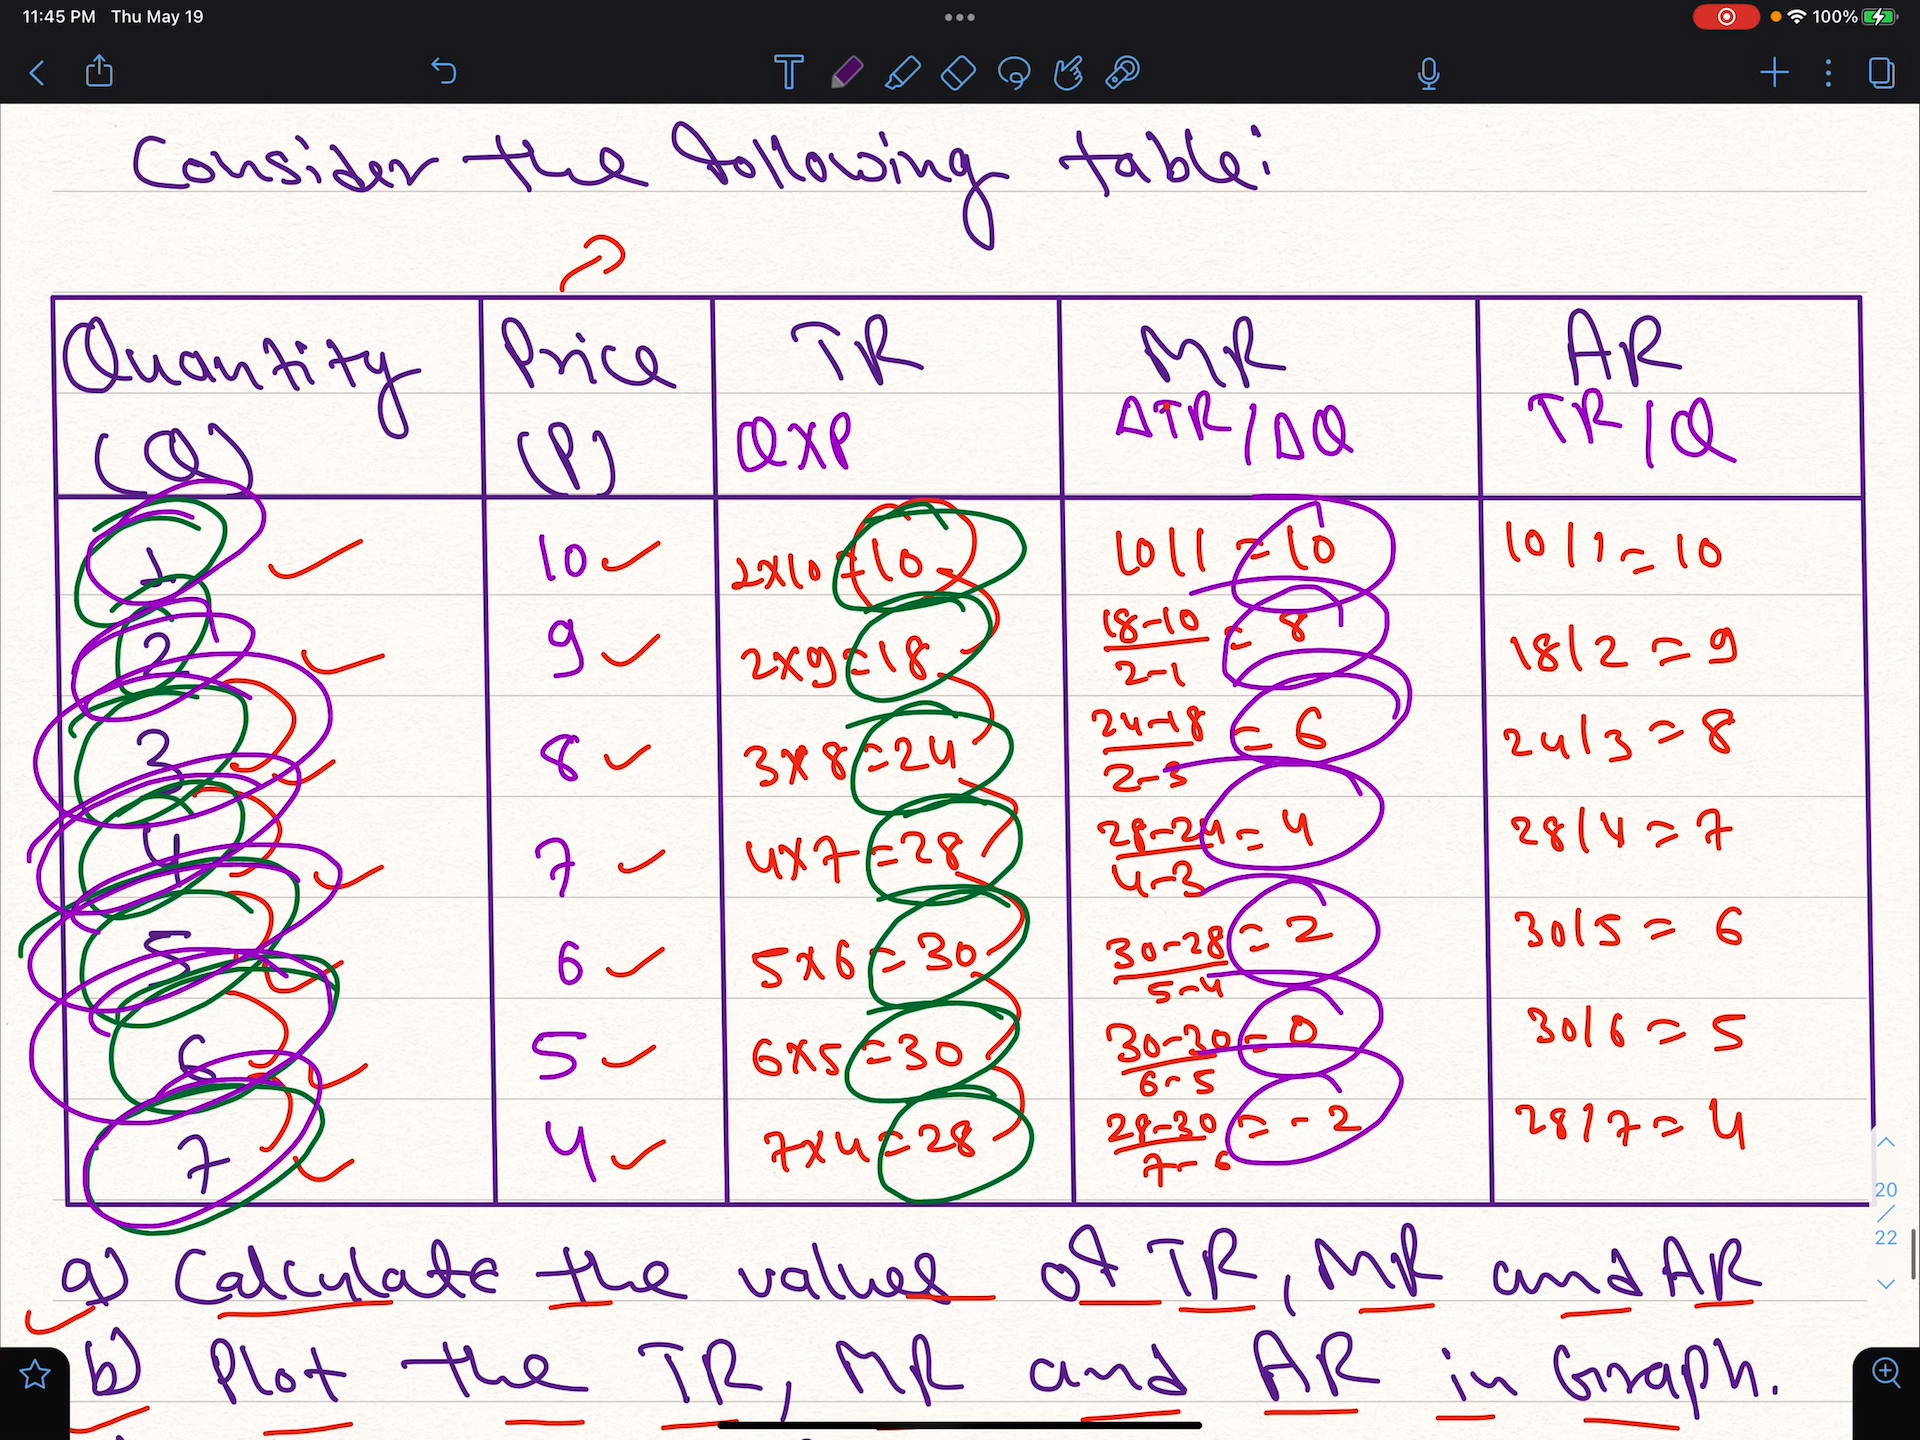 11:45 PM Thu May 19
100%
Consider the following table:
Quantity (Q) Price (P) TR QXP MR ΔTR/ΔQ AR TR/Q
1 10 2×10=10 10/1=10 10/1=10
2 9 2×9=18 18-10/2-1=8 18/2=9
3 8 3×8=24 24-18/2-3=6 24/3=8
4 7 4×7=28 28-24/4-3=4 28/4=7
5 6 5×6=30 30-28/5-4=2 30/5=6
6 5 6×5=30 30-30/6-5=0 30/6=5
7 4 7×4=28 28-30/7-6=-2 28/7=4
20
/
22
a) Calculate the values of TR, MR and AR
b) Plot the TR, MR and AR in Graph.